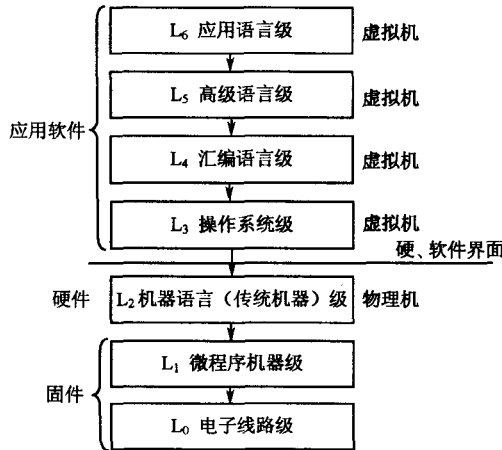 L₆ 应用语言级
虚拟机
L₅ 高级语言级
虚拟机
应用软件
L₄ 汇编语言级
虚拟机
L₃ 操作系统级
虚拟机
硬、软件界面
硬件
L₂机器语言（传统机器）级
物理机
L₁ 微程序机器级
固件
L₀ 电子线路级